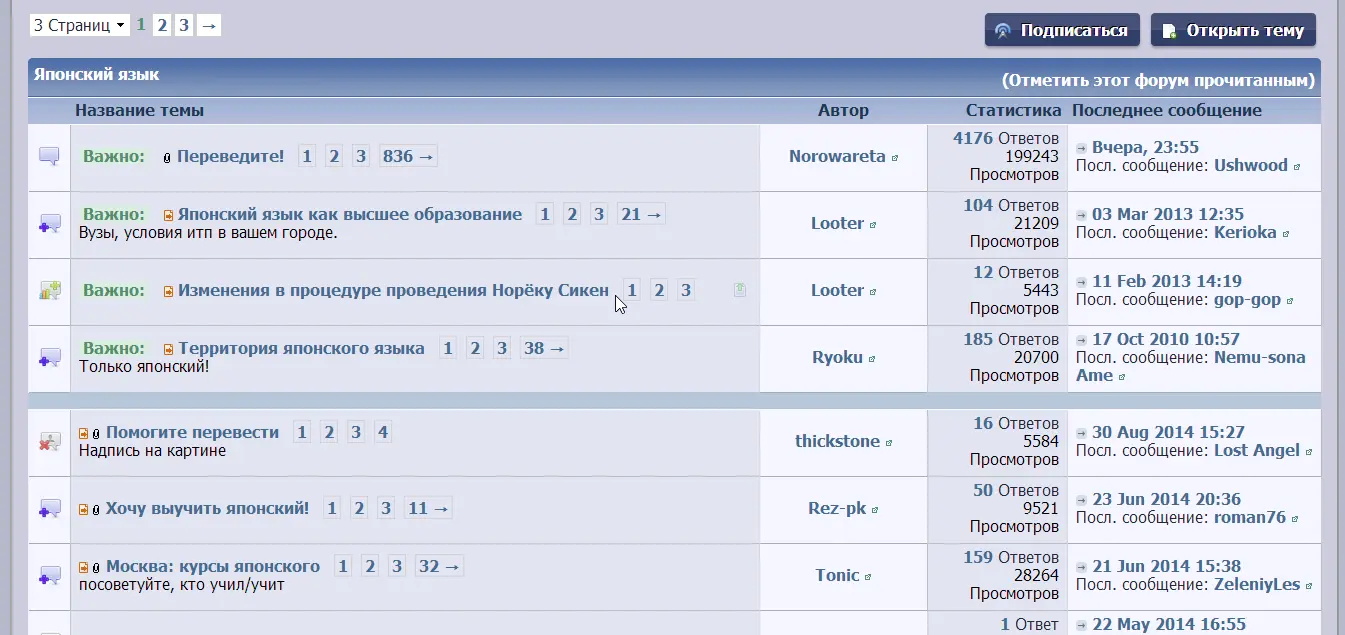 3 Страниц 1 2 3 →
Подписаться Открыть тему
Японский язык
(Отметить этот форум прочитанным)
Название темы Автор Статистика Последнее сообщение
Важно: Переведите! 1 2 3 836 →
Norowareta
4176 Ответов
199243
Просмотров
Вчера, 23:55
Посл. сообщение: Ushwood
Важно: Японский язык как высшее образование 1 2 3 21 →
Вузы, условия итп в вашем городе.
Looter
104 Ответов
21209
Просмотров
03 Mar 2013 12:35
Посл. сообщение: Kerioka
Важно: Изменения в процедуре проведения Норёку Сикен 1 2 3
Looter
12 Ответов
5443
Просмотров
11 Feb 2013 14:19
Посл. сообщение: gop-gop
Важно: Территория японского языка 1 2 3 38 →
Только японский!
Ryoku
185 Ответов
20700
Просмотров
17 Oct 2010 10:57
Посл. сообщение: Nemu-sona
Ame
Помогите перевести 1 2 3 4
Надпись на картине
thickstone
16 Ответов
5584
Просмотров
30 Aug 2014 15:27
Посл. сообщение: Lost Angel
Хочу выучить японский! 1 2 3 11 →
Rez-pk
50 Ответов
9521
Просмотров
23 Jun 2014 20:36
Посл. сообщение: roman76
Москва: курсы японского 1 2 3 32 →
посоветуйте, кто учил/учит
Tonic
159 Ответов
28264
Просмотров
21 Jun 2014 15:38
Посл. сообщение: ZeleniyLes
1 Ответ
22 May 2014 16:55